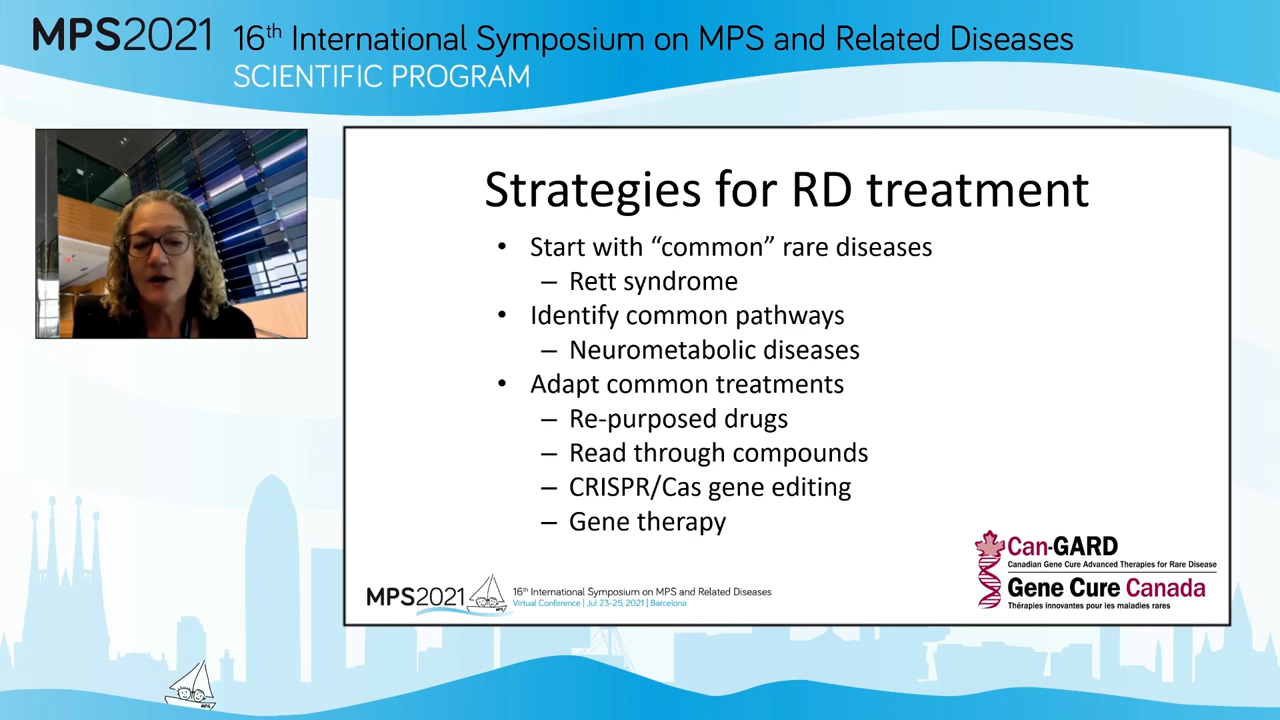 MPS2021 16th International Symposium on MPS and Related Diseases
SCIENTIFIC PROGRAM
Strategies for RD treatment
• Start with “common” rare diseases
– Rett syndrome
• Identify common pathways
– Neurometabolic diseases
• Adapt common treatments
– Re-purposed drugs
– Read through compounds
– CRISPR/Cas gene editing
– Gene therapy
Can-GARD
Canadian Gene Cure Advanced Therapies for Rare Disease
Gene Cure Canada
Thérapies innovantes pour les maladies rares
MPS2021
16th International Symposium on MPS and Related Diseases
Virtual Conference | Jul 23-25, 2021 | Barcelona
MPS